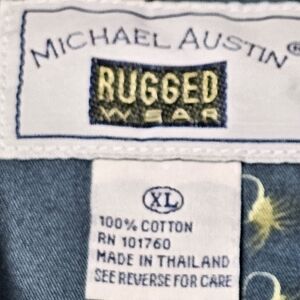 MICHAEL AUSTIN®
RUGGED
WEAR
XL
100% COTTON
RN 101760
MADE IN THAILAND
SEE REVERSE FOR CARE